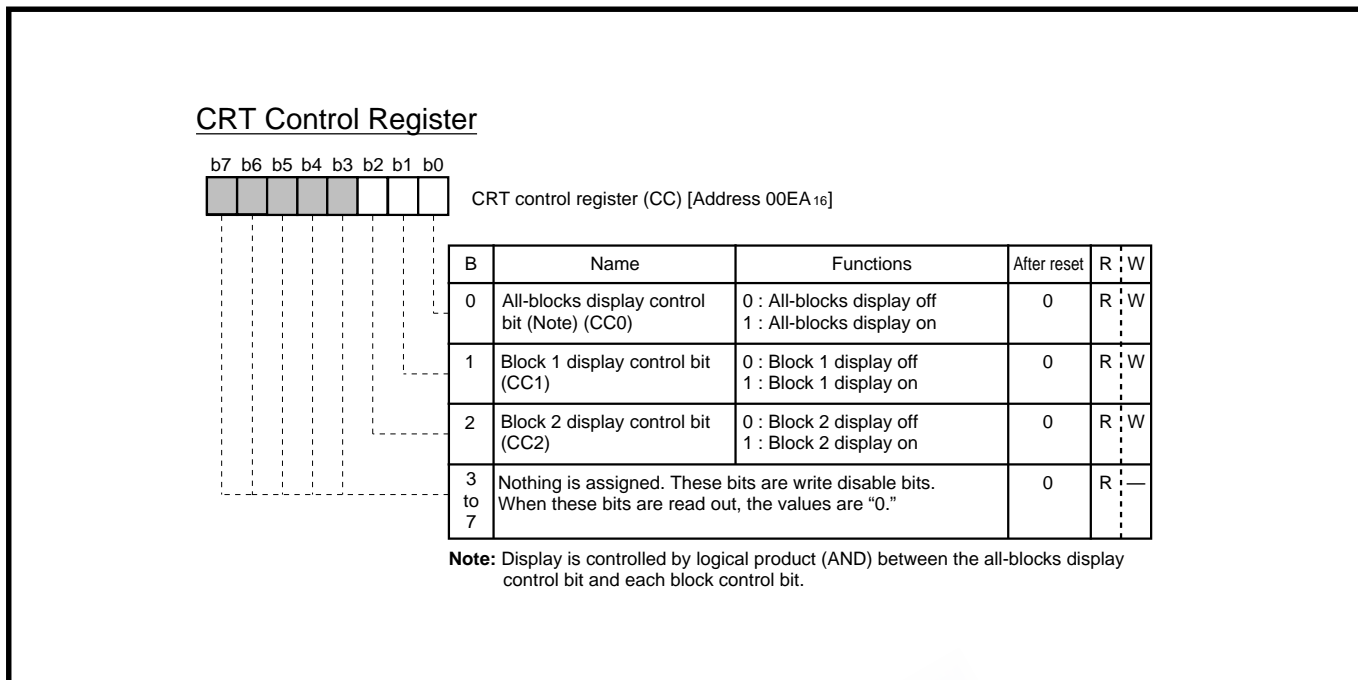 CRT Control Register
b7 b6 b5 b4 b3 b2 b1 b0
CRT control register (CC) [Address 00EA16]
B Name Functions After reset R W
0 All-blocks display control bit (Note) (CC0) 0 : All-blocks display off 0 R W
1 : All-blocks display on
1 Block 1 display control bit (CC1) 0 : Block 1 display off 0 R W
1 : Block 1 display on
2 Block 2 display control bit (CC2) 0 : Block 2 display off 0 R W
1 : Block 2 display on
3 to 7 Nothing is assigned. These bits are write disable bits. 0 R —
When these bits are read out, the values are “0.”
Note: Display is controlled by logical product (AND) between the all-blocks display
control bit and each block control bit.